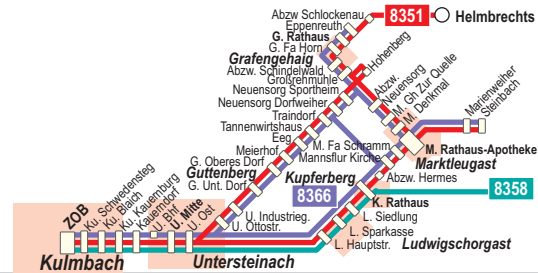 Abzw Schlockenau
8351
Helmbrechts
Eppenreuth
G. Rathaus
G. Fa Horn
Grafengehaig
Hohenberg
Abzw. Schindelwald
Großrehmühle
Abzw.
Neuensorg
M. Gh Zur Quelle
M. Denkmal
Marienweiher
Steinbach
Neuensorg Sportheim
Neuensorg Dorfweiher
Traindorf
Tannenwirtshaus
Eeg
Meierhof
M. Fa Schramm
Mannsflur Kirche
M. Rathaus-Apotheke
Marktleugast
G. Oberes Dorf
Guttenberg
G. Unt. Dorf
Kupferberg
Abzw. Hermes
8366
8358
K. Rathaus
L. Siedlung
L. Sparkasse
L. Hauptstr.
Ludwigschorgast
U. Industrieg.
U. Ottostr.
ZOB
Ku. Schwedensteg
Ku. Blaich
Ku. Kauernburg
Kauerndorf
U. Bhf
U. Mitte
U. Ost
Kulmbach
Untersteinach